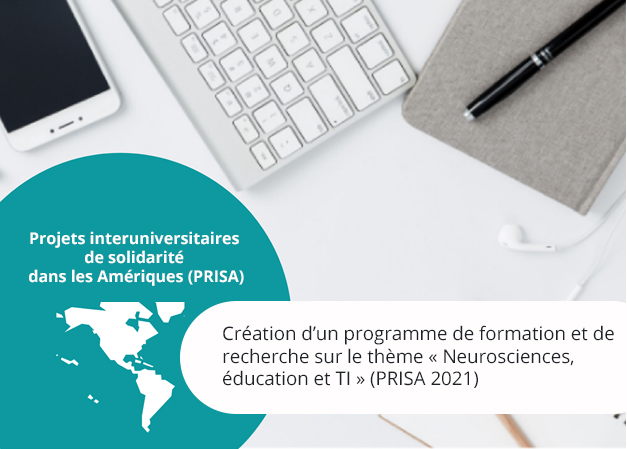 Projets interuniversitaires
de solidarité
dans les Amériques (PRISA)
Création d’un programme de formation et de
recherche sur le thème « Neurosciences,
éducation et TI » (PRISA 2021)